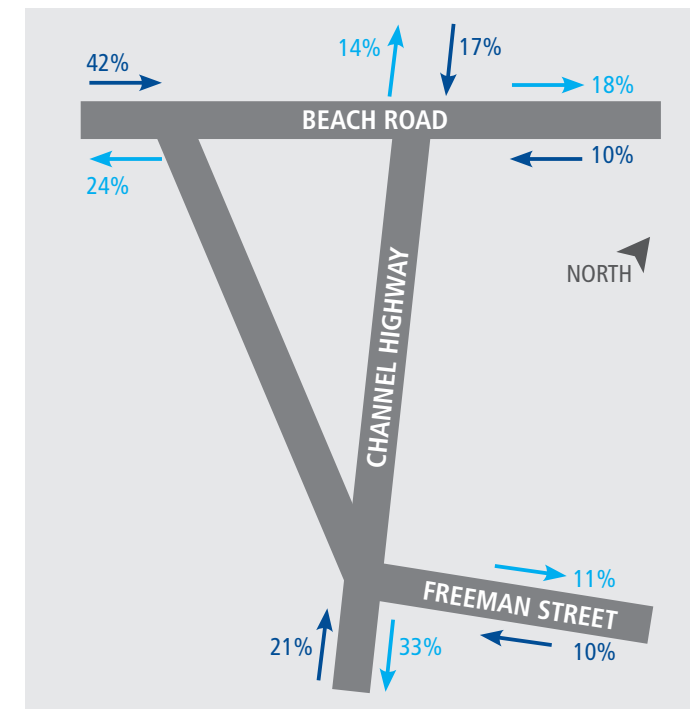 14%
17%
42%
18%
BEACH ROAD
10%
24%
NORTH
CHANNEL HIGHWAY
11%
FREEMAN STREET
21%
33%
10%